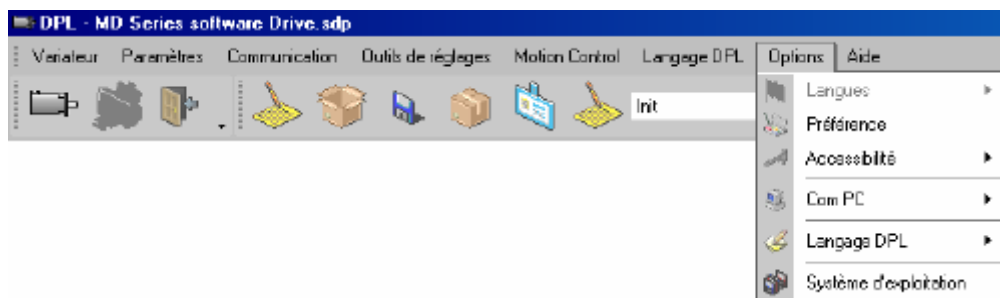 DPL - MD Series software Drive.sdp
Variateur Paramètres Communication Outils de réglages Motion Control Langage DPL Options Aide
Init
Langues
Préférence
Accessibilité
Com PC
Langage DPL
Système d'exploitation